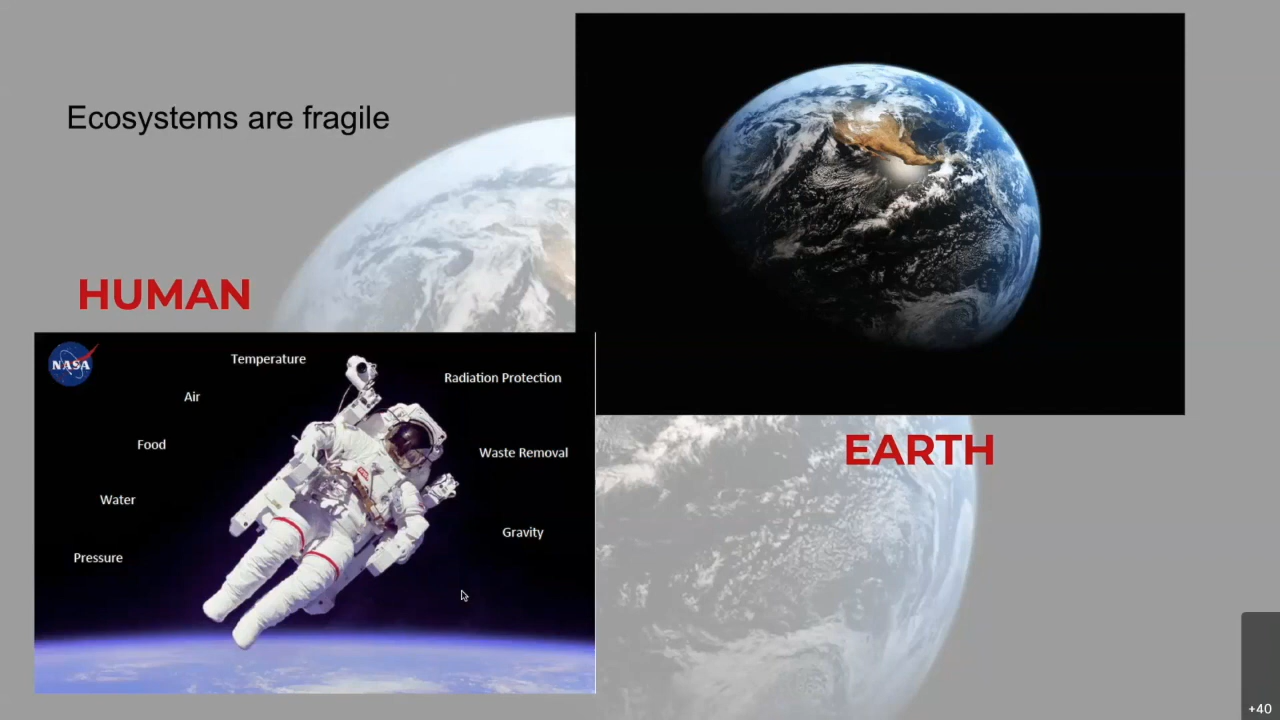 Ecosystems are fragile
HUMAN
NASA
Temperature
Radiation Protection
Air
Food
Waste Removal
Water
Gravity
Pressure
EARTH
+40